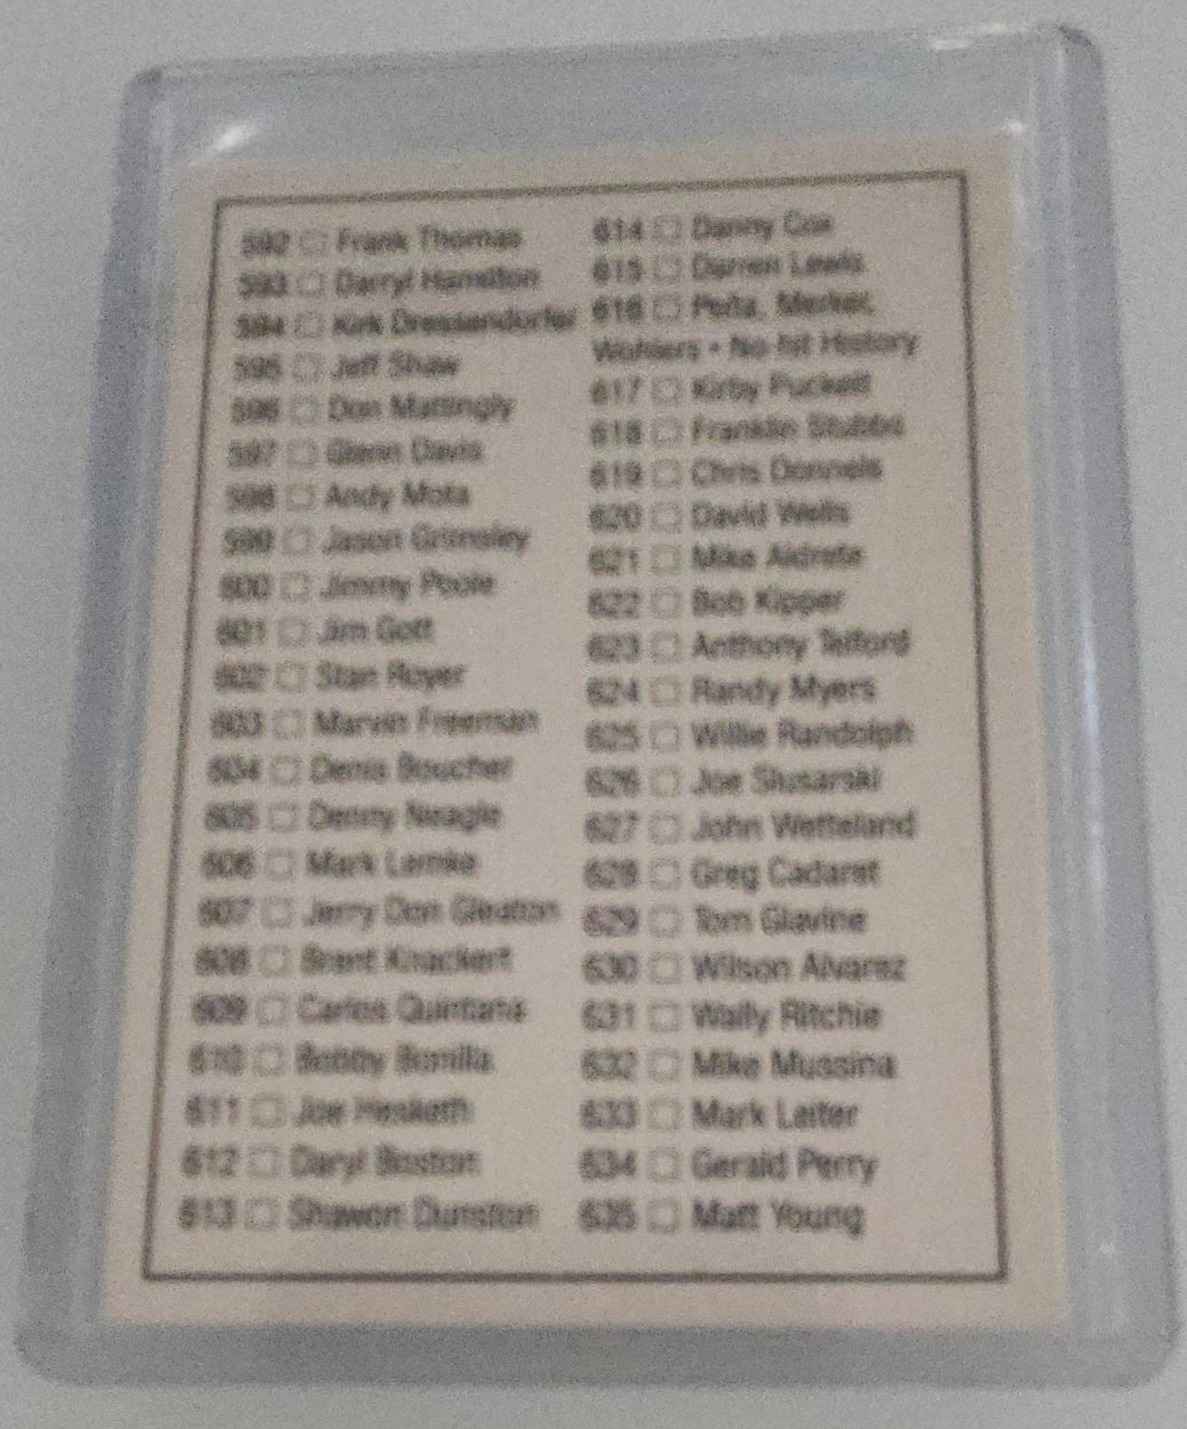 592 Frank Thomas
593 Darryl Hamilton
594 Kirk Dressendorfer
595 Jeff Shaw
596 Don Mattingly
597 Glenn Davis
598 Andy Mota
599 Jason Grimsley
600 Jimmy Poole
601 Jim Gott
602 Stan Royer
603 Marvin Freeman
604 Denis Boucher
605 Denny Neagle
606 Mark Lemke
607 Jerry Don Gleaton
608 Brent Knackert
609 Carlos Quintana
610 Bobby Bonilla
611 Joe Hesketh
612 Daryl Boston
613 Shawon Dunston
614 Danny Cox
615 Darren Lewis
616 Peña, Merker,
Wohlers • No-hit History
617 Kirby Puckett
618 Franklin Stubbs
619 Chris Donnels
620 David Wells
621 Mike Aldrete
622 Bob Kipper
623 Anthony Telford
624 Randy Myers
625 Willie Randolph
626 Joe Slusarski
627 John Wetteland
628 Greg Cadaret
629 Tom Glavine
630 Wilson Alvarez
631 Wally Ritchie
632 Mike Mussina
633 Mark Leiter
634 Gerald Perry
635 Matt Young